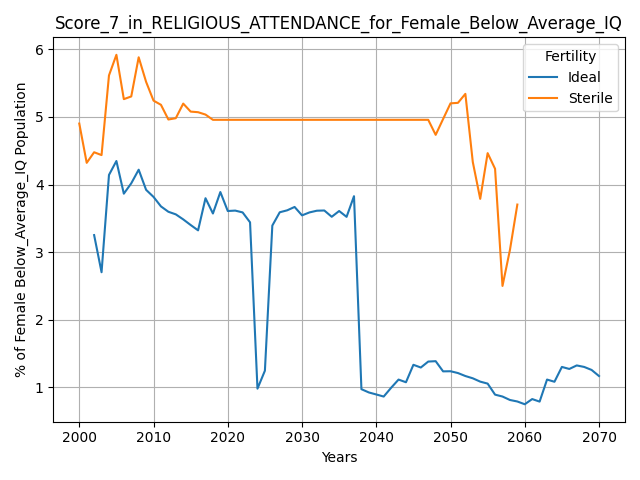 Score_7_in_RELIGIOUS_ATTENDANCE_for_Female_Below_Average_IQ
Fertility
Ideal
Sterile
% of Female Below_Average_IQ Population
6
5
4
3
2
1
2000 2010 2020 2030 2040 2050 2060 2070
Years